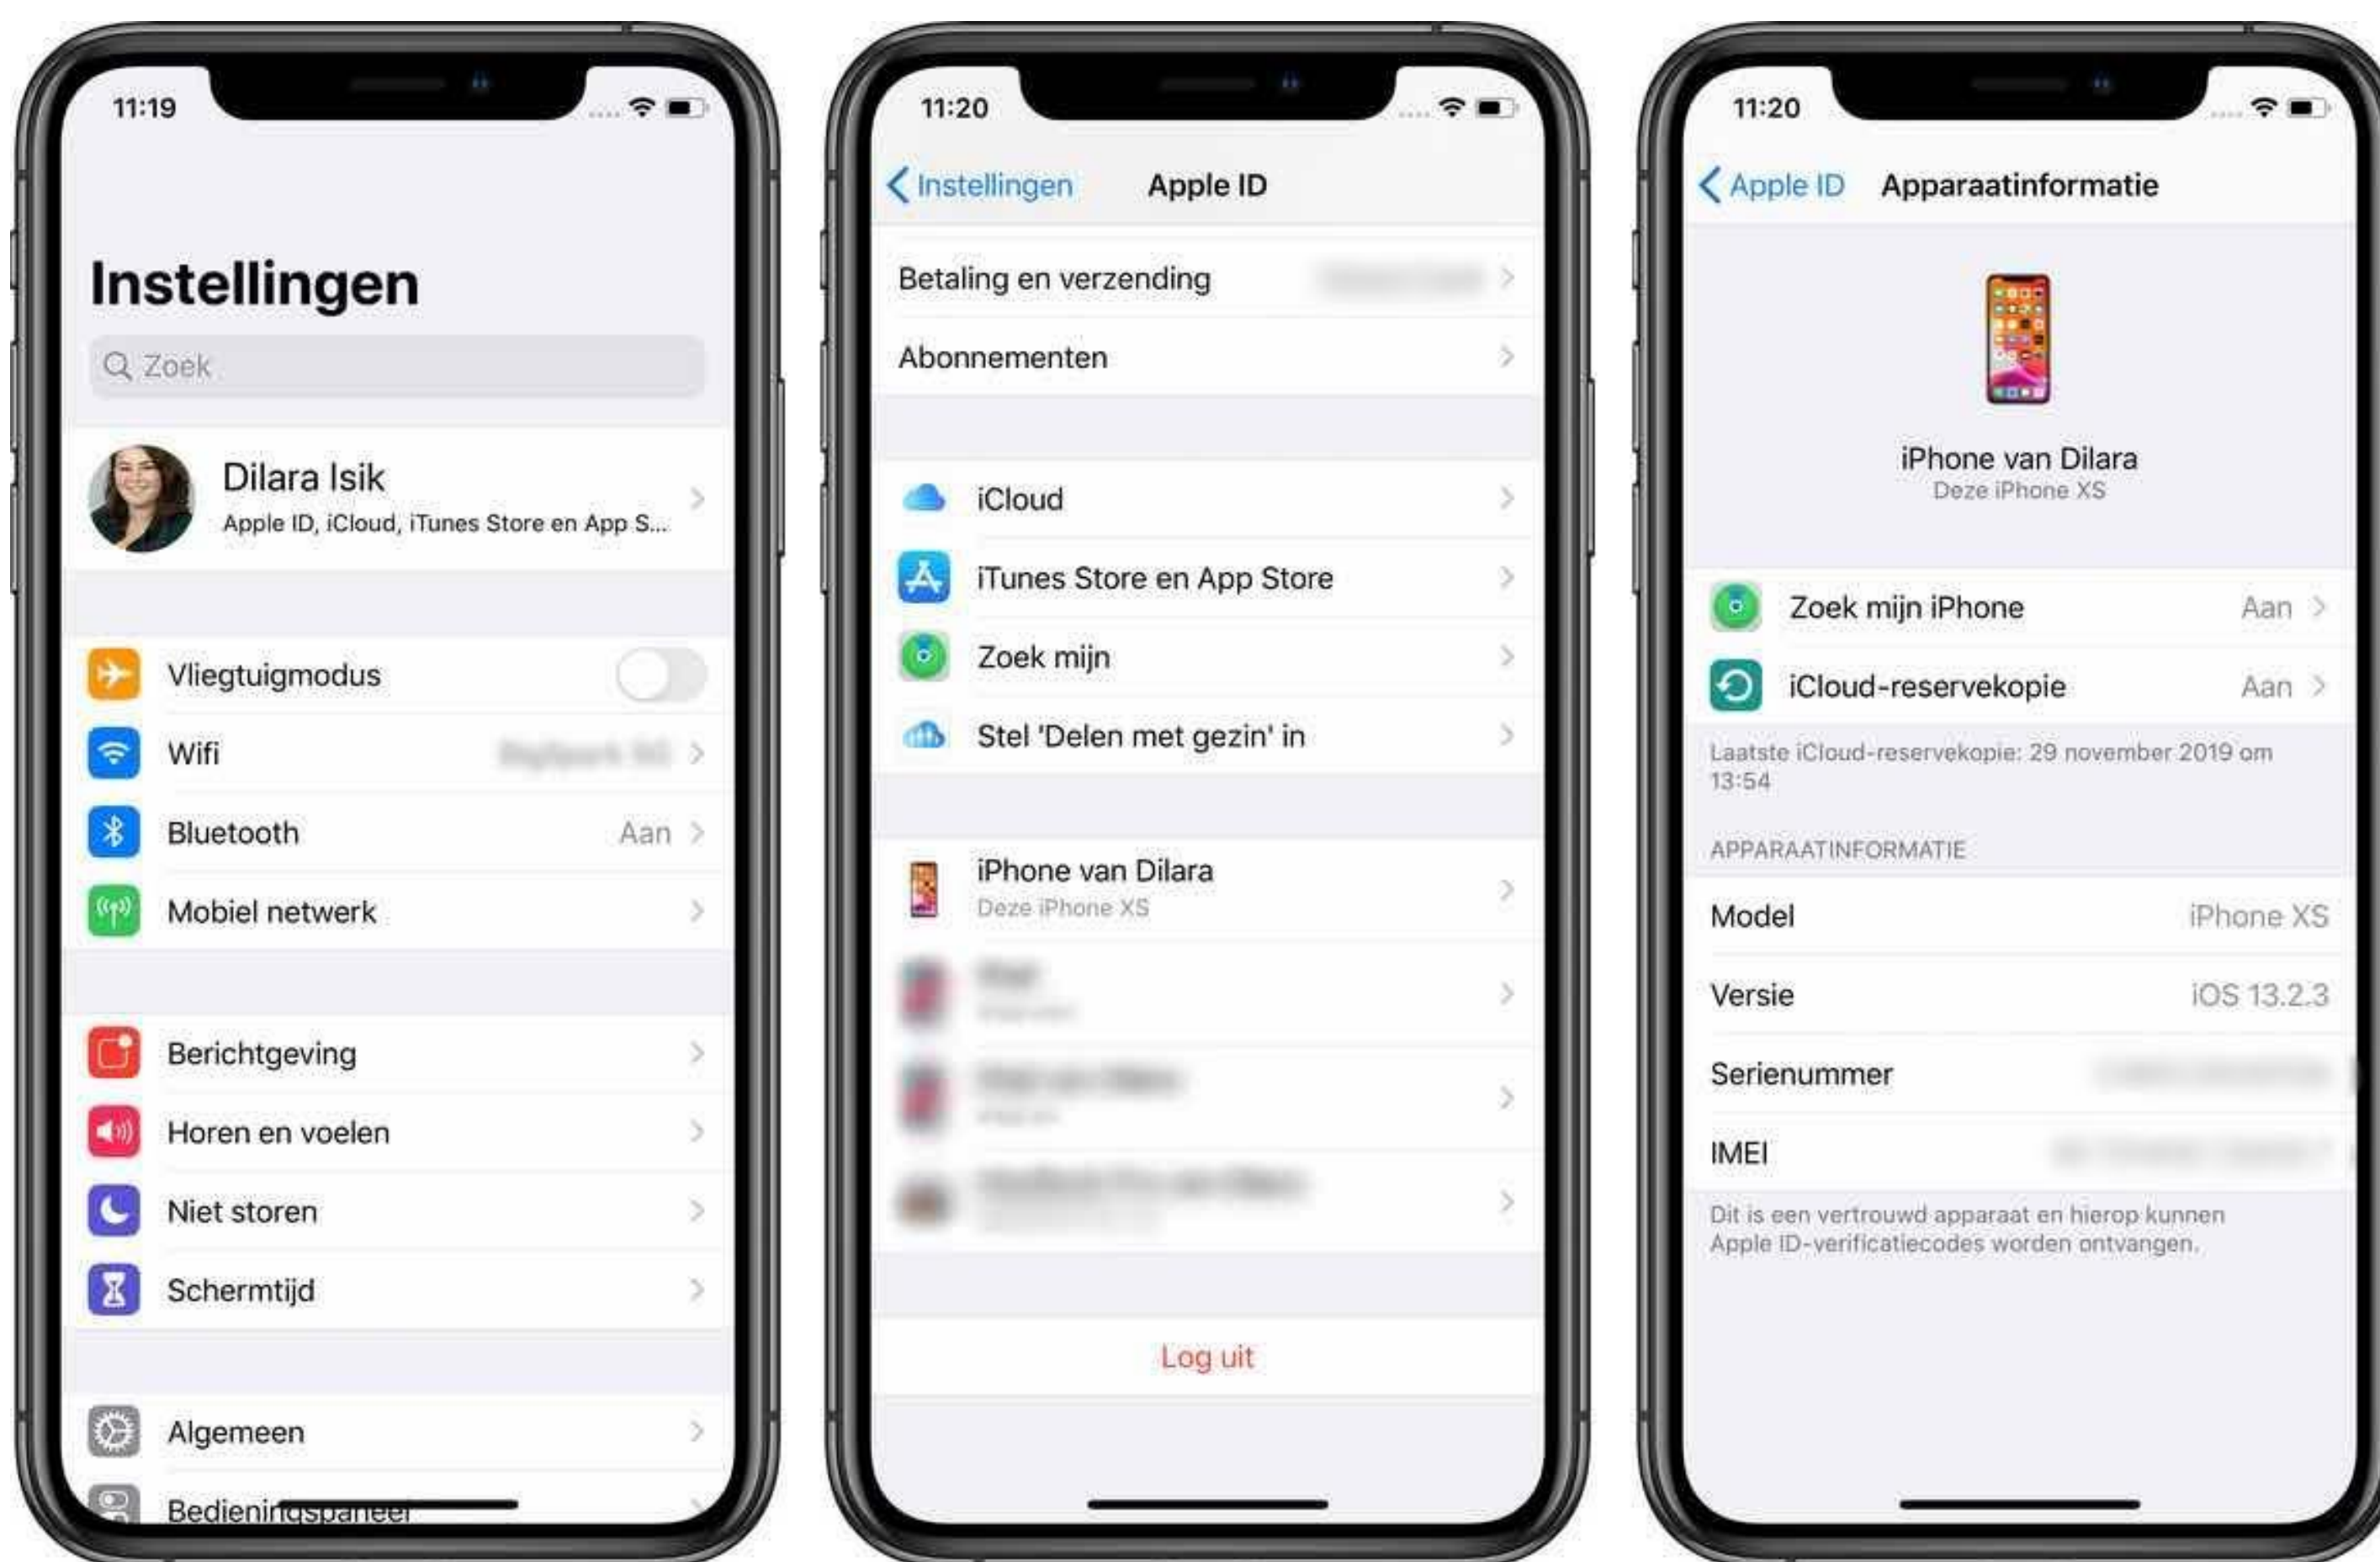 11:19
Instellingen
Zoek
Dilara Isik
Apple ID, iCloud, iTunes Store en App S...
Vliegtuigmodus
Wifi
Bluetooth Aan
Mobiel netwerk
Berichtgeving
Horen en voelen
Niet storen
Schermtijd
Algemeen
Bedieningspaneel
11:20
Instellingen Apple ID
Betaling en verzending
Abonnementen
iCloud
iTunes Store en App Store
Zoek mijn
Stel 'Delen met gezin' in
iPhone van Dilara
Deze iPhone XS
Log uit
11:20
Apple ID Apparaatinformatie
iPhone van Dilara
Deze iPhone XS
Zoek mijn iPhone Aan
iCloud-reservekopie Aan
Laatste iCloud-reservekopie: 29 november 2019 om
13:54
APPARAATINFORMATIE
Model iPhone XS
Versie iOS 13.2.3
Serienummer
IMEI
Dit is een vertrouwd apparaat en hierop kunnen
Apple ID-verificatiecodes worden ontvangen.